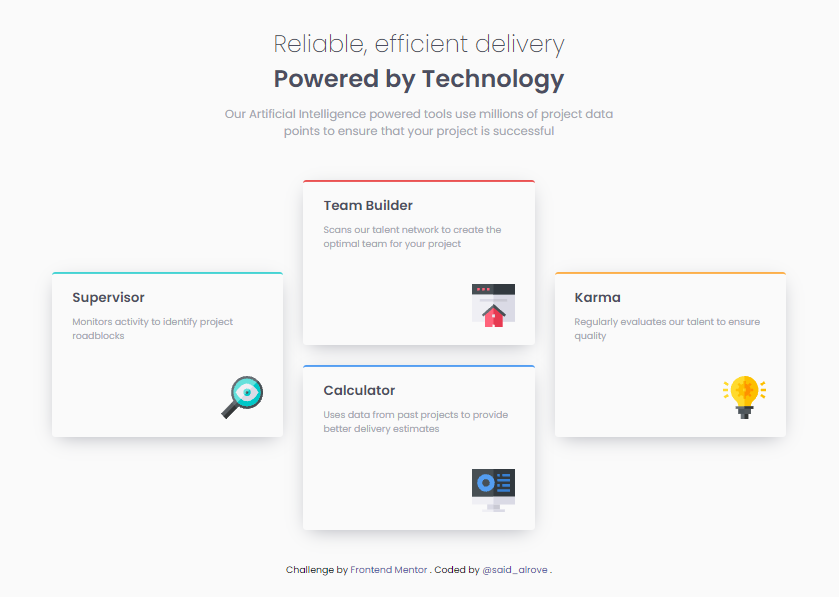 Reliable, efficient delivery
Powered by Technology
Our Artificial Intelligence powered tools use millions of project data
points to ensure that your project is successful
Supervisor
Monitors activity to identify project
roadblocks
Team Builder
Scans our talent network to create the
optimal team for your project
Calculator
Uses data from past projects to provide
better delivery estimates
Karma
Regularly evaluates our talent to ensure
quality
Challenge by Frontend Mentor . Coded by @said_alrove .